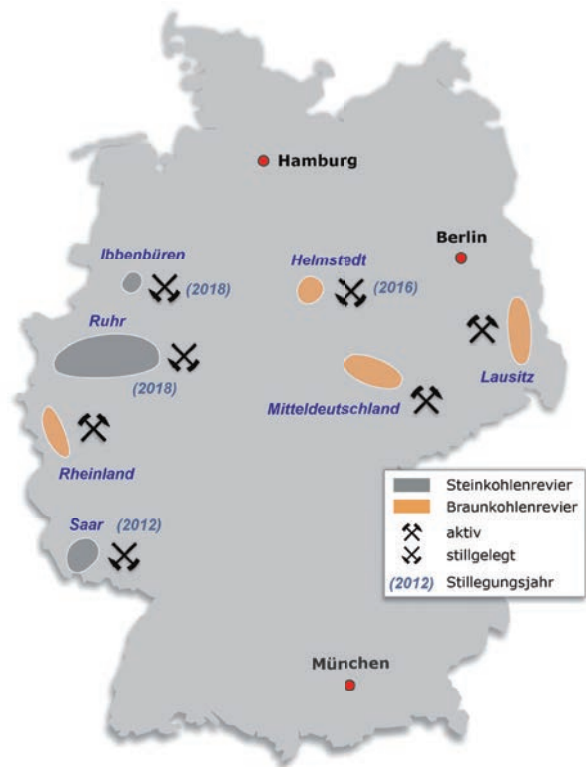 Hamburg
Berlin
Ibbenbüren
(2018)
Helmstedt
(2016)
Ruhr
(2018)
Lausitz
Mitteldeutschland
Rheinland
Saar
(2012)
Steinkohlenrevier
Braunkohlenrevier
aktiv
stillgelegt
(2012) Stillegungsjahr
München